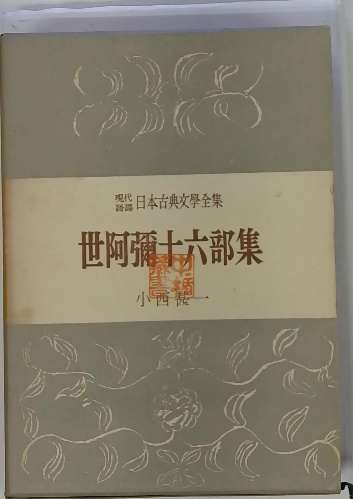 現代語譯 日本古典文學全集
世阿彌十六部集
小西甚一